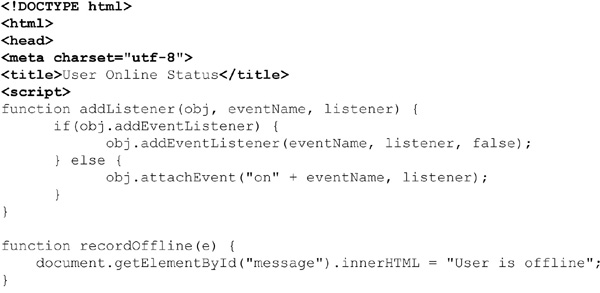 <!DOCTYPE html>
<html>
<head>
<meta charset="utf-8">
<title>User Online Status</title>
<script>
function addListener(obj, eventName, listener) {
      if(obj.addEventListener) {
            obj.addEventListener(eventName, listener, false);
      } else {
            obj.attachEvent("on" + eventName, listener);
      }
}

function recordOffline(e) {
    document.getElementById("message").innerHTML = "User is offline";
}